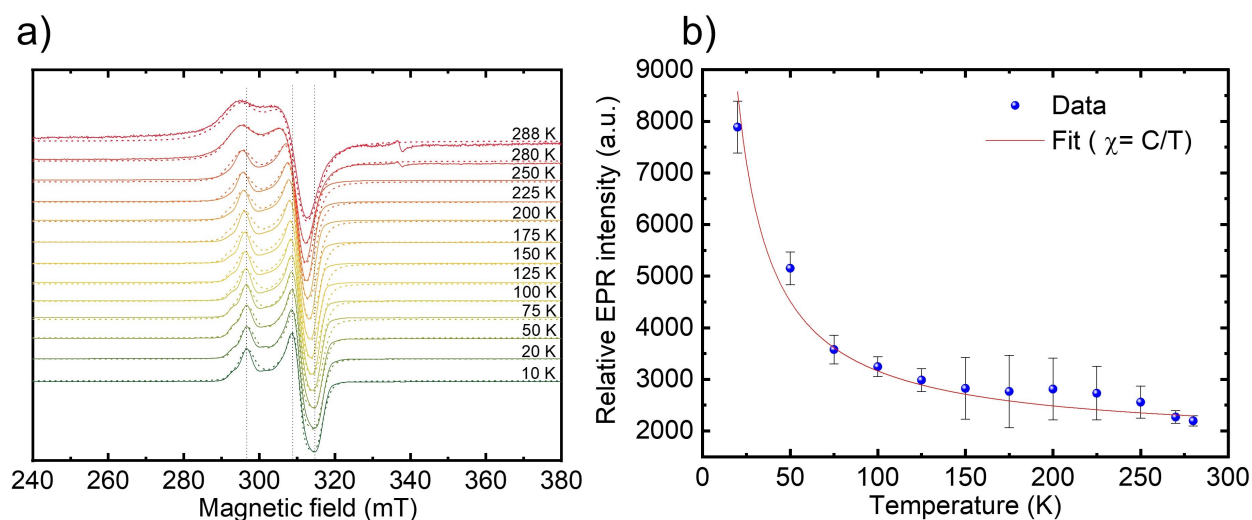 a)
288 K
280 K
250 K
225 K
200 K
175 K
150 K
125 K
100 K
75 K
50 K
20 K
10 K
240 260 280 300 320 340 360 380
Magnetic field (mT)
b)
Relative EPR intensity (a.u.)
9000
8000
7000
6000
5000
4000
3000
2000
Data
Fit ( χ= C/T)
0 50 100 150 200 250 300
Temperature (K)